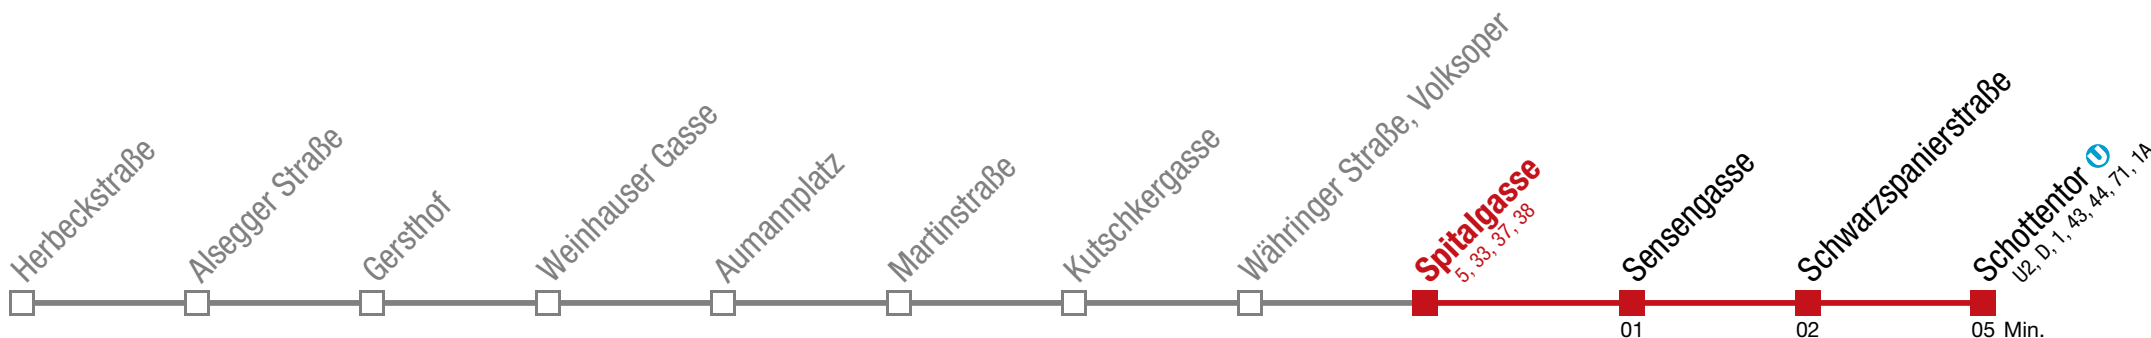 Herbeckstraße
Alsegger Straße
Gersthof
Weinhauser Gasse
Aumannplatz
Martinstraße
Kutschkergasse
Währinger Straße, Volksoper
Spitalgasse
5, 33, 37, 38
Sensengasse
Schwarzspanierstraße
Schottentor U
U2, D, 1, 43, 44, 71, 1A
01
02
05 Min.